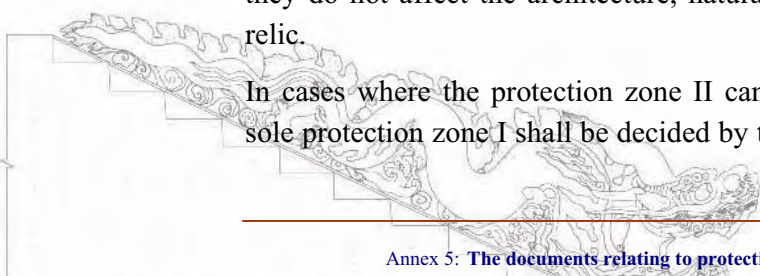 they do not affect the architecture, natural
relic.
In cases where the protection zone II can
sole protection zone I shall be decided by
Annex 5: The documents relating to protecti